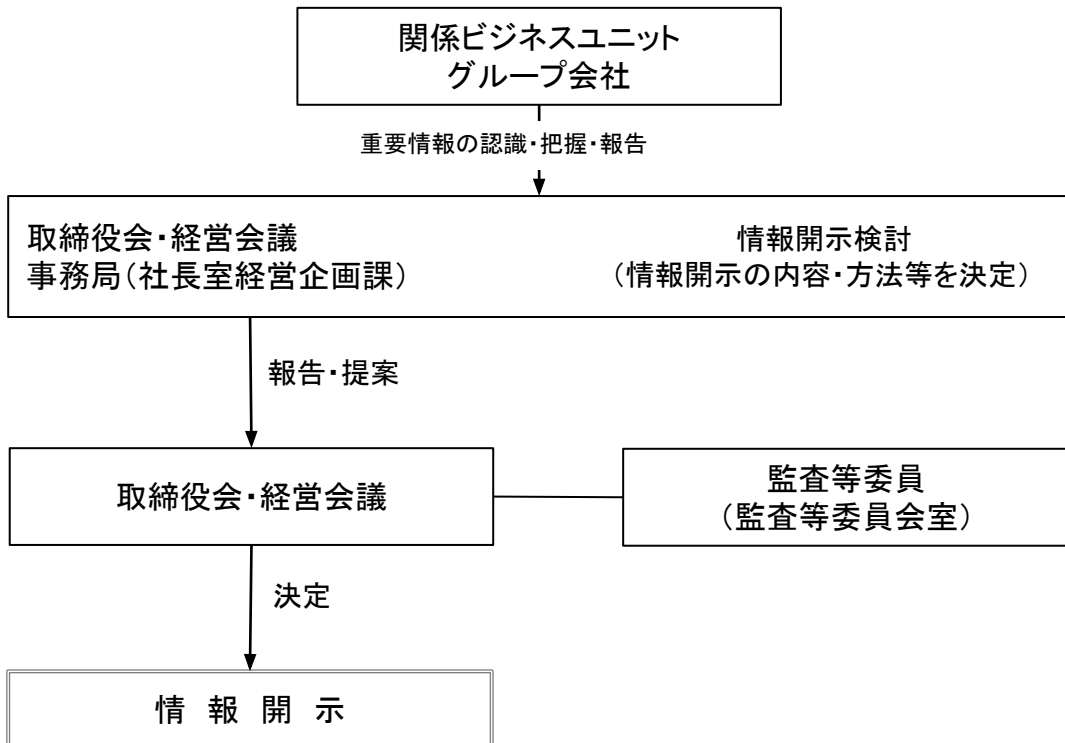 関係ビジネスユニット
グループ会社
重要情報の認識・把握・報告
取締役会・経営会議
事務局(社長室経営企画課)
情報開示検討
(情報開示の内容・方法等を決定)
報告・提案
取締役会・経営会議
監査等委員
(監査等委員会室)
決定
情 報 開 示